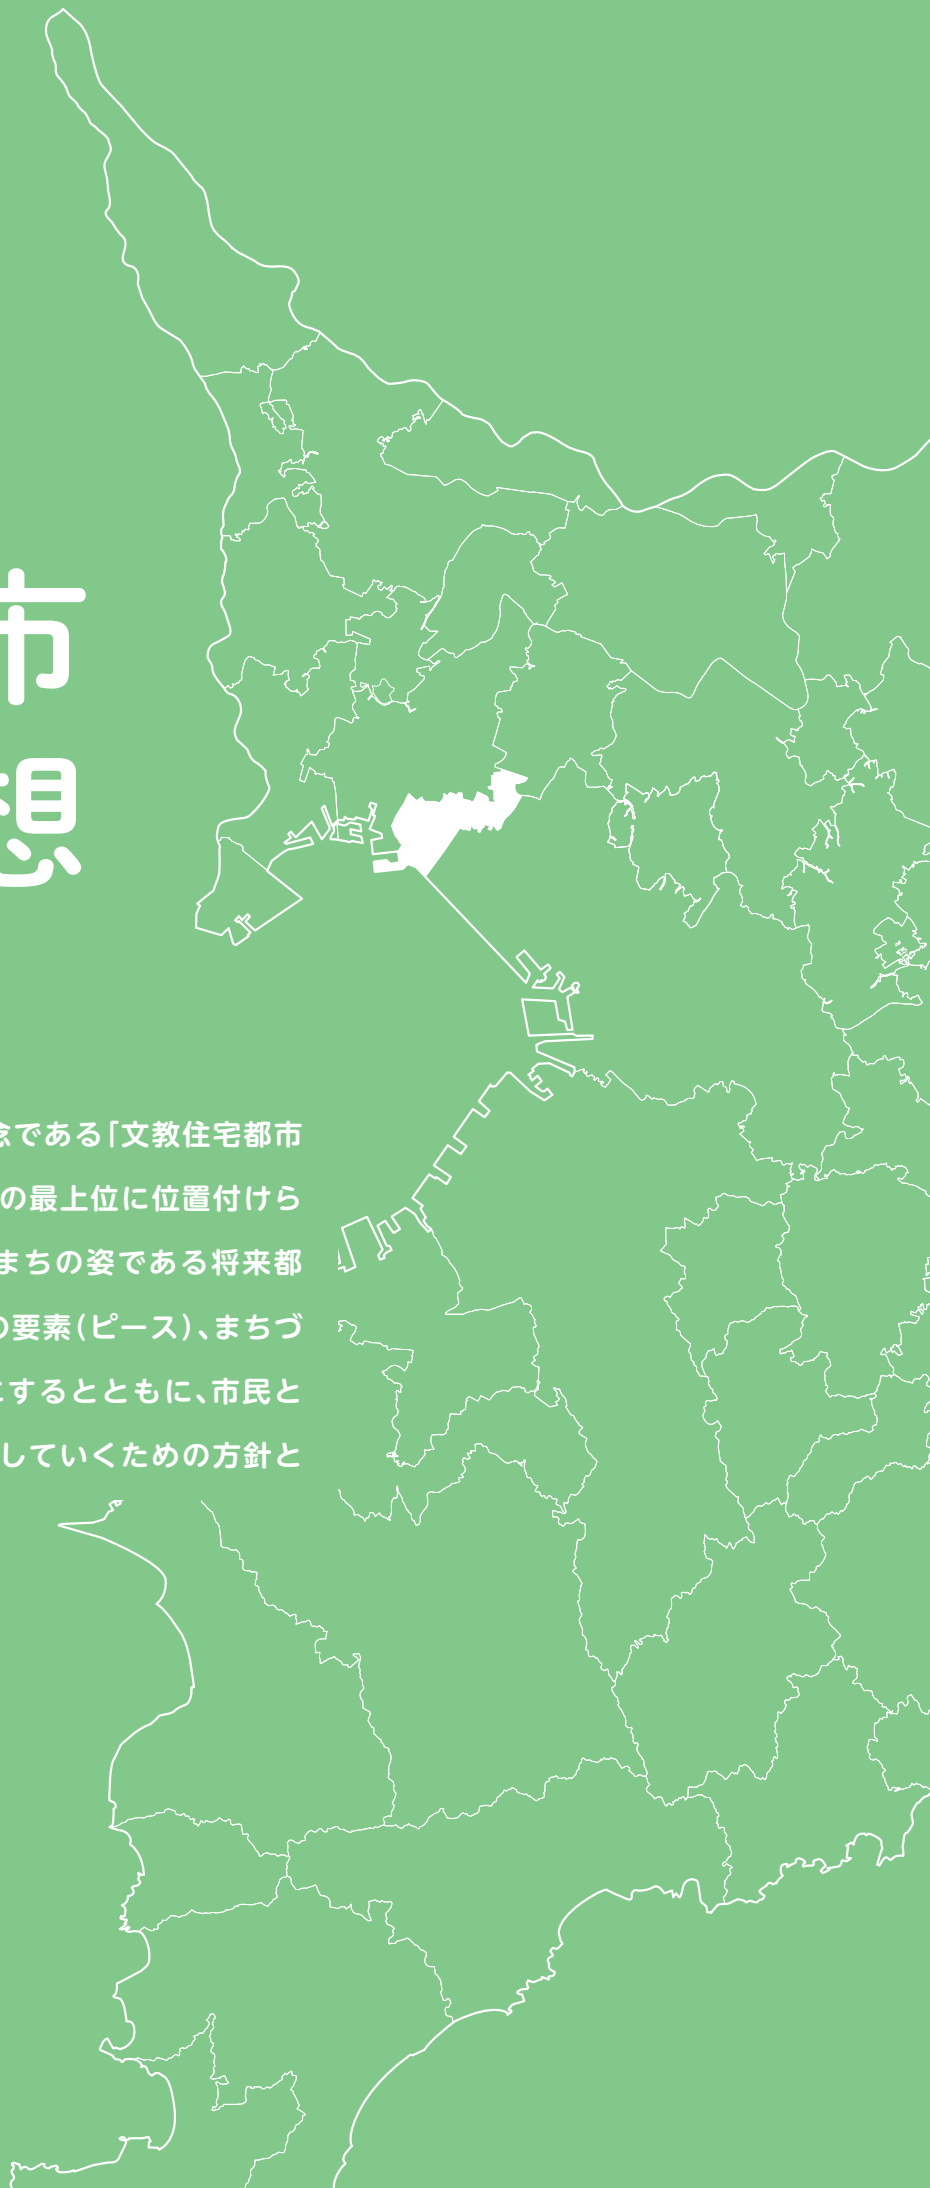 市
想
念である「文教住宅都市
の最上位に位置付けら
まちの姿である将来都
の要素（ピース）、まちづ
にするとともに、市民と
していくための方針と